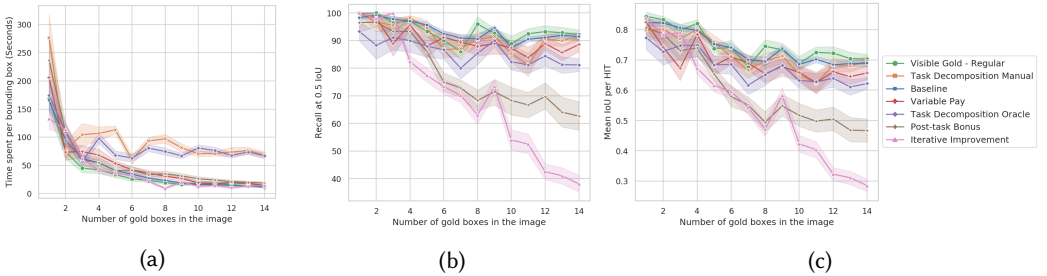 300
250
200
150
100
50
0
2
4
6
8
10
12
14
Time spent per bounding box (Seconds)
Number of gold boxes in the image
(a)
100
90
80
70
60
50
40
2
4
6
8
10
12
14
Recall at 0.5 IoU
Number of gold boxes in the image
(b)
0.8
0.7
0.6
0.5
0.4
0.3
2
4
6
8
10
12
14
Mean IoU per HIT
Number of gold boxes in the image
(c)
Visible Gold - Regular
Task Decomposition Manual
Baseline
Variable Pay
Task Decomposition Oracle
Post-task Bonus
Iterative Improvement